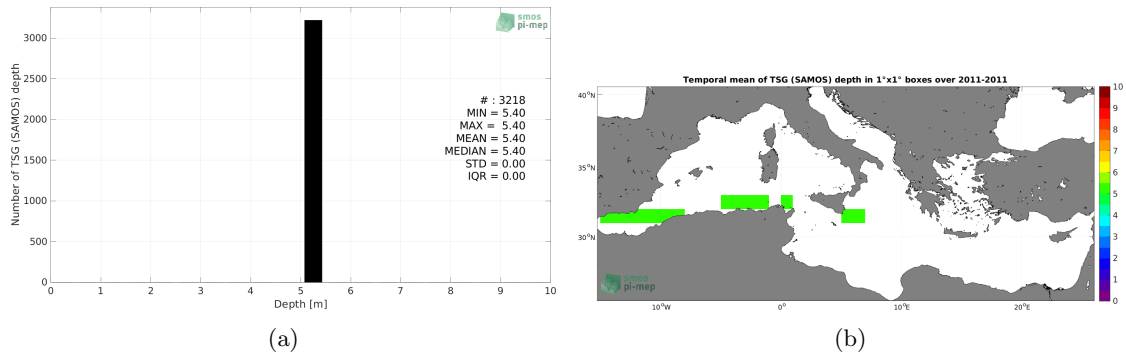 smos
pi-mep
3000
2500
2000
1500
1000
500
0
Number of TSG (SAMOS) depth
# : 3218
MIN = 5.40
MAX = 5.40
MEAN = 5.40
MEDIAN = 5.40
STD = 0.00
IQR = 0.00
0 1 2 3 4 5 6 7 8 9 10
Depth [m]
(a)
Temporal mean of TSG (SAMOS) depth in 1°x1° boxes over 2011-2011
40°N
35°N
30°N
10°W 0° 10°E 20°E
10
9
8
7
6
5
4
3
2
1
0
smos
pi-mep
(b)